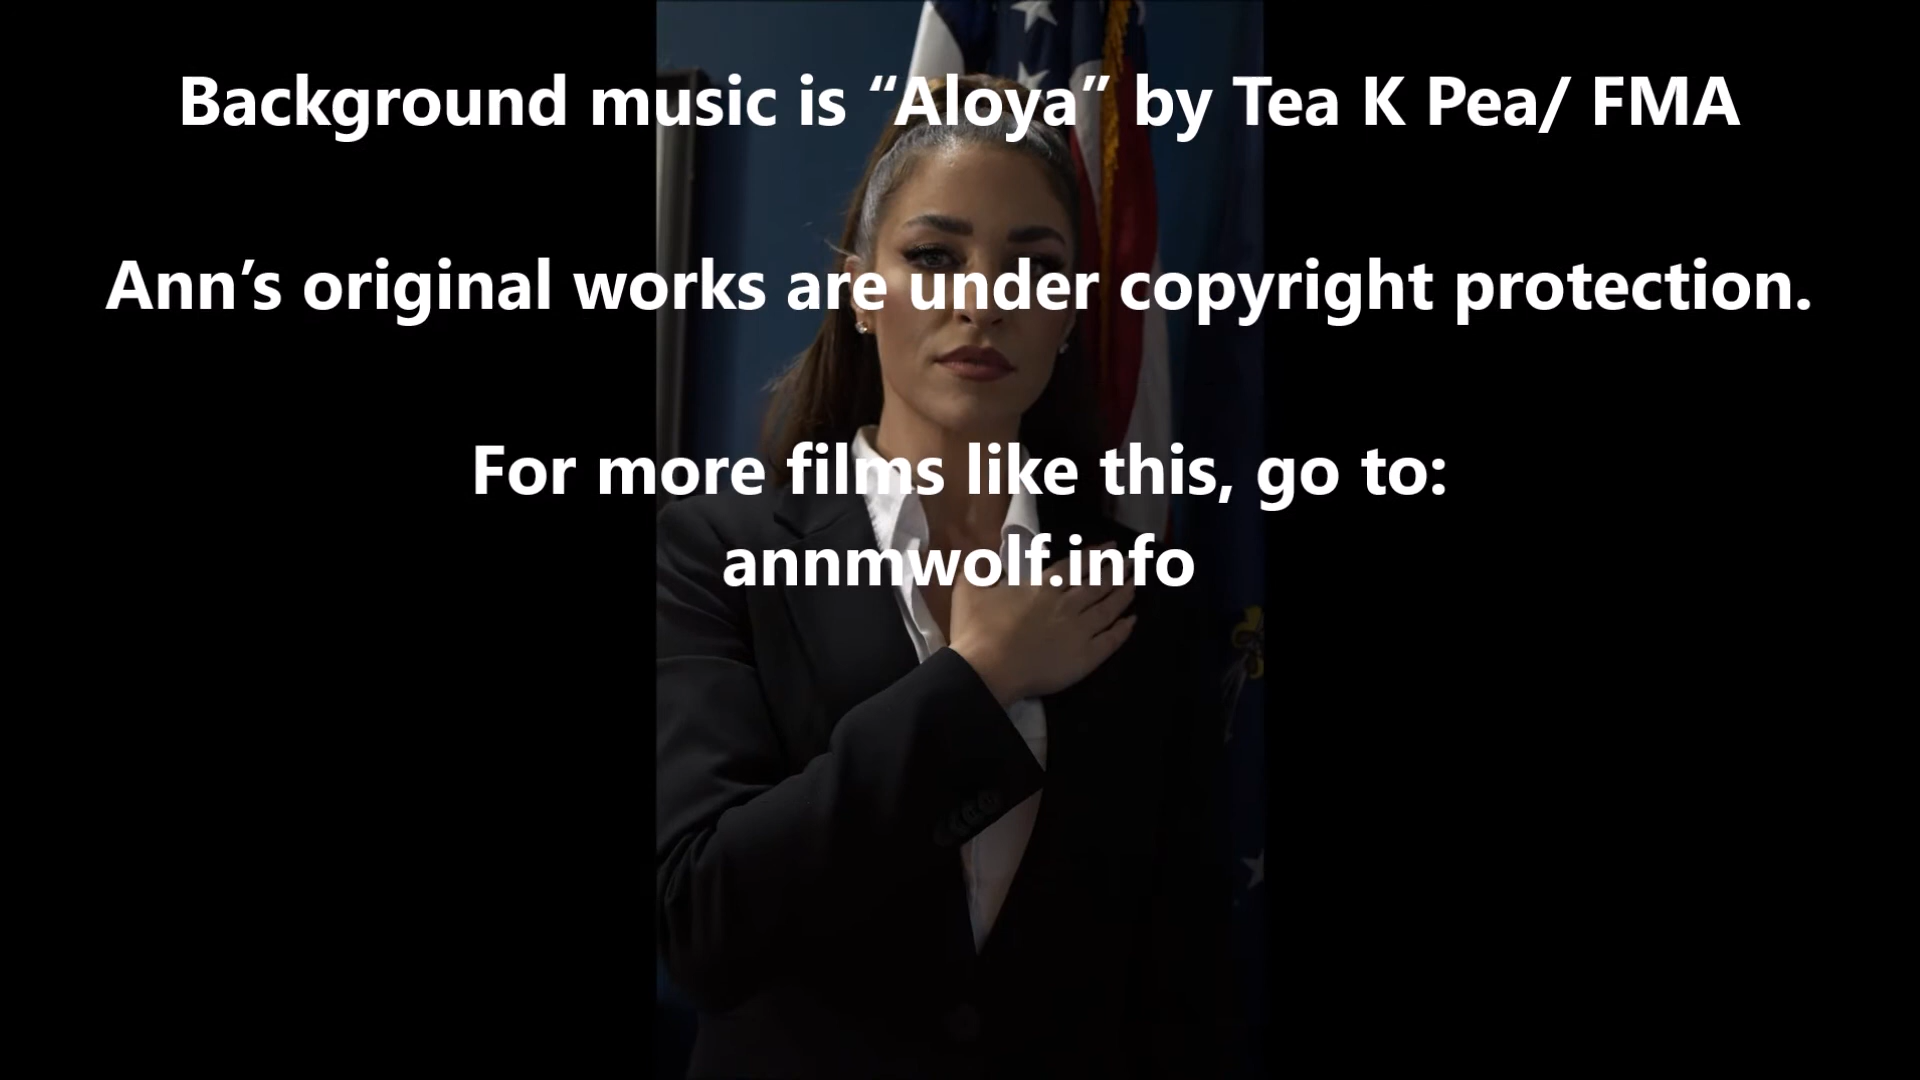 Background music is “Aloya” by Tea K Pea/ FMA
Ann’s original works are under copyright protection.
For more films like this, go to:
annmwolf.info